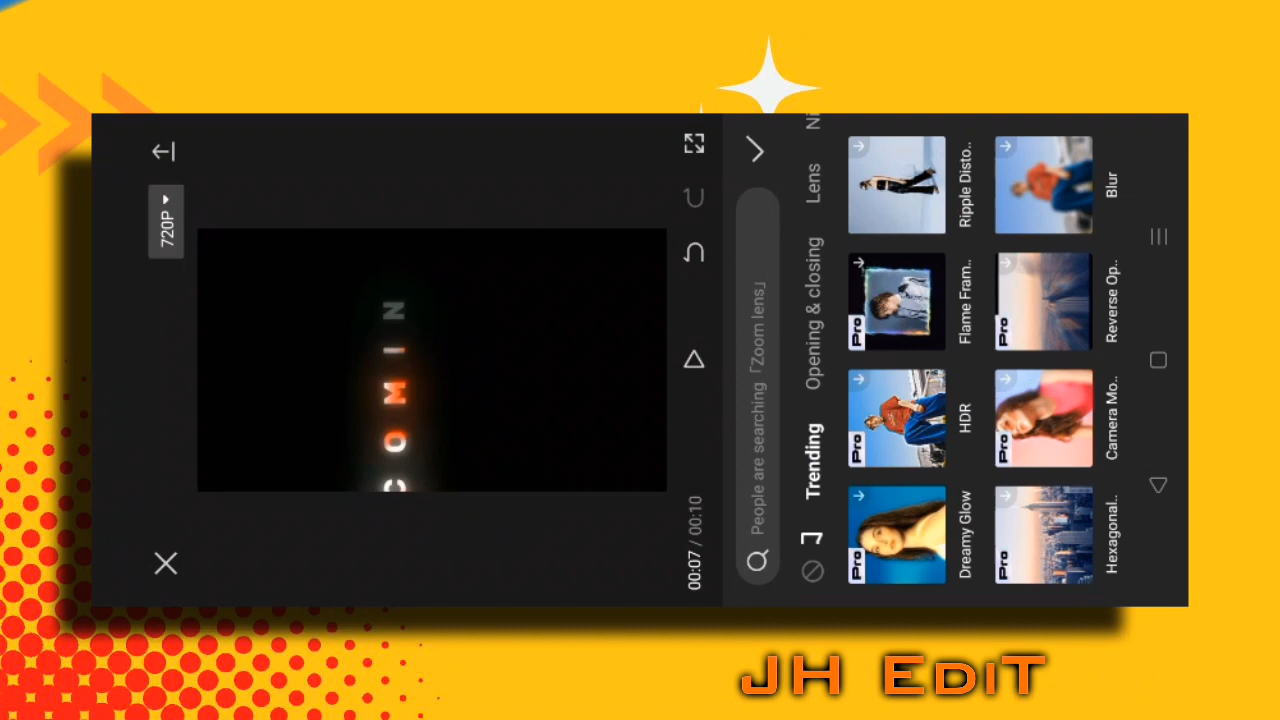 720P
COMIN
00:07 / 00:10
People are searching「Zoom lens」
Trending Opening & closing Lens Ni
Pro
Pro
Pro
Dreamy Glow HDR Flame Fram.. Ripple Disto..
Pro
Pro
Pro
Hexagonal.. Camera Mo.. Reverse Op.. Blur
JH EdiT